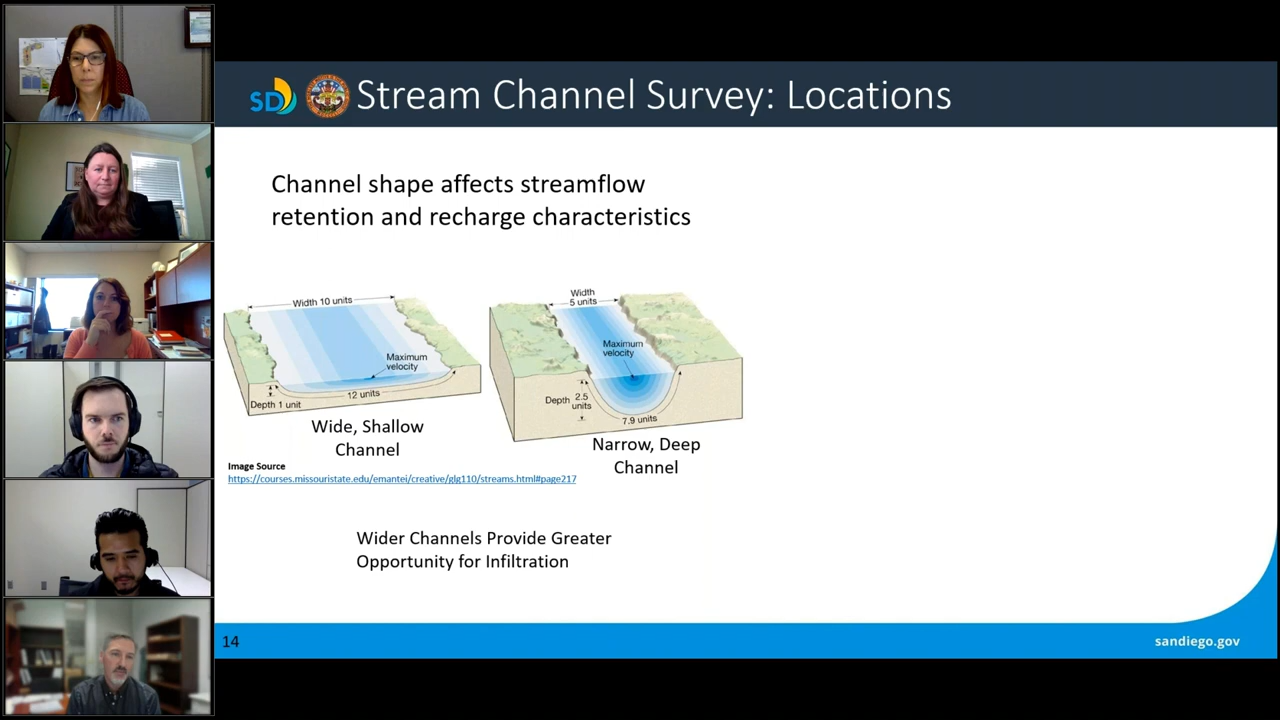 SD
Stream Channel Survey: Locations
Channel shape affects streamflow
retention and recharge characteristics
Width 10 units
Maximum
velocity
12 units
Depth 1 unit
Wide, Shallow
Channel
Width
5 units
Maximum
velocity
Depth 2.5
units
7.9 units
Narrow, Deep
Channel
Image Source
https://courses.missouristate.edu/emantei/creative/glg110/streams.html#page217
Wider Channels Provide Greater
Opportunity for Infiltration
14
sandiego.gov